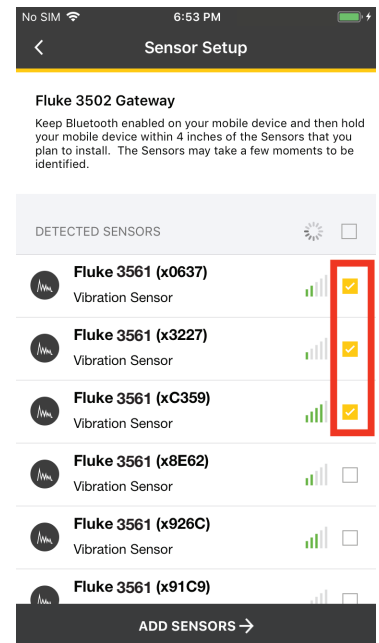 No SIM 6:53 PM
Sensor Setup
Fluke 3502 Gateway
Keep Bluetooth enabled on your mobile device and then hold
your mobile device within 4 inches of the Sensors that you
plan to install. The Sensors may take a few moments to be
identified.
DETECTED SENSORS
Fluke 3561 (x0637)
Vibration Sensor
Fluke 3561 (x3227)
Vibration Sensor
Fluke 3561 (xC359)
Vibration Sensor
Fluke 3561 (x8E62)
Vibration Sensor
Fluke 3561 (x926C)
Vibration Sensor
Fluke 3561 (x91C9)
ADD SENSORS→